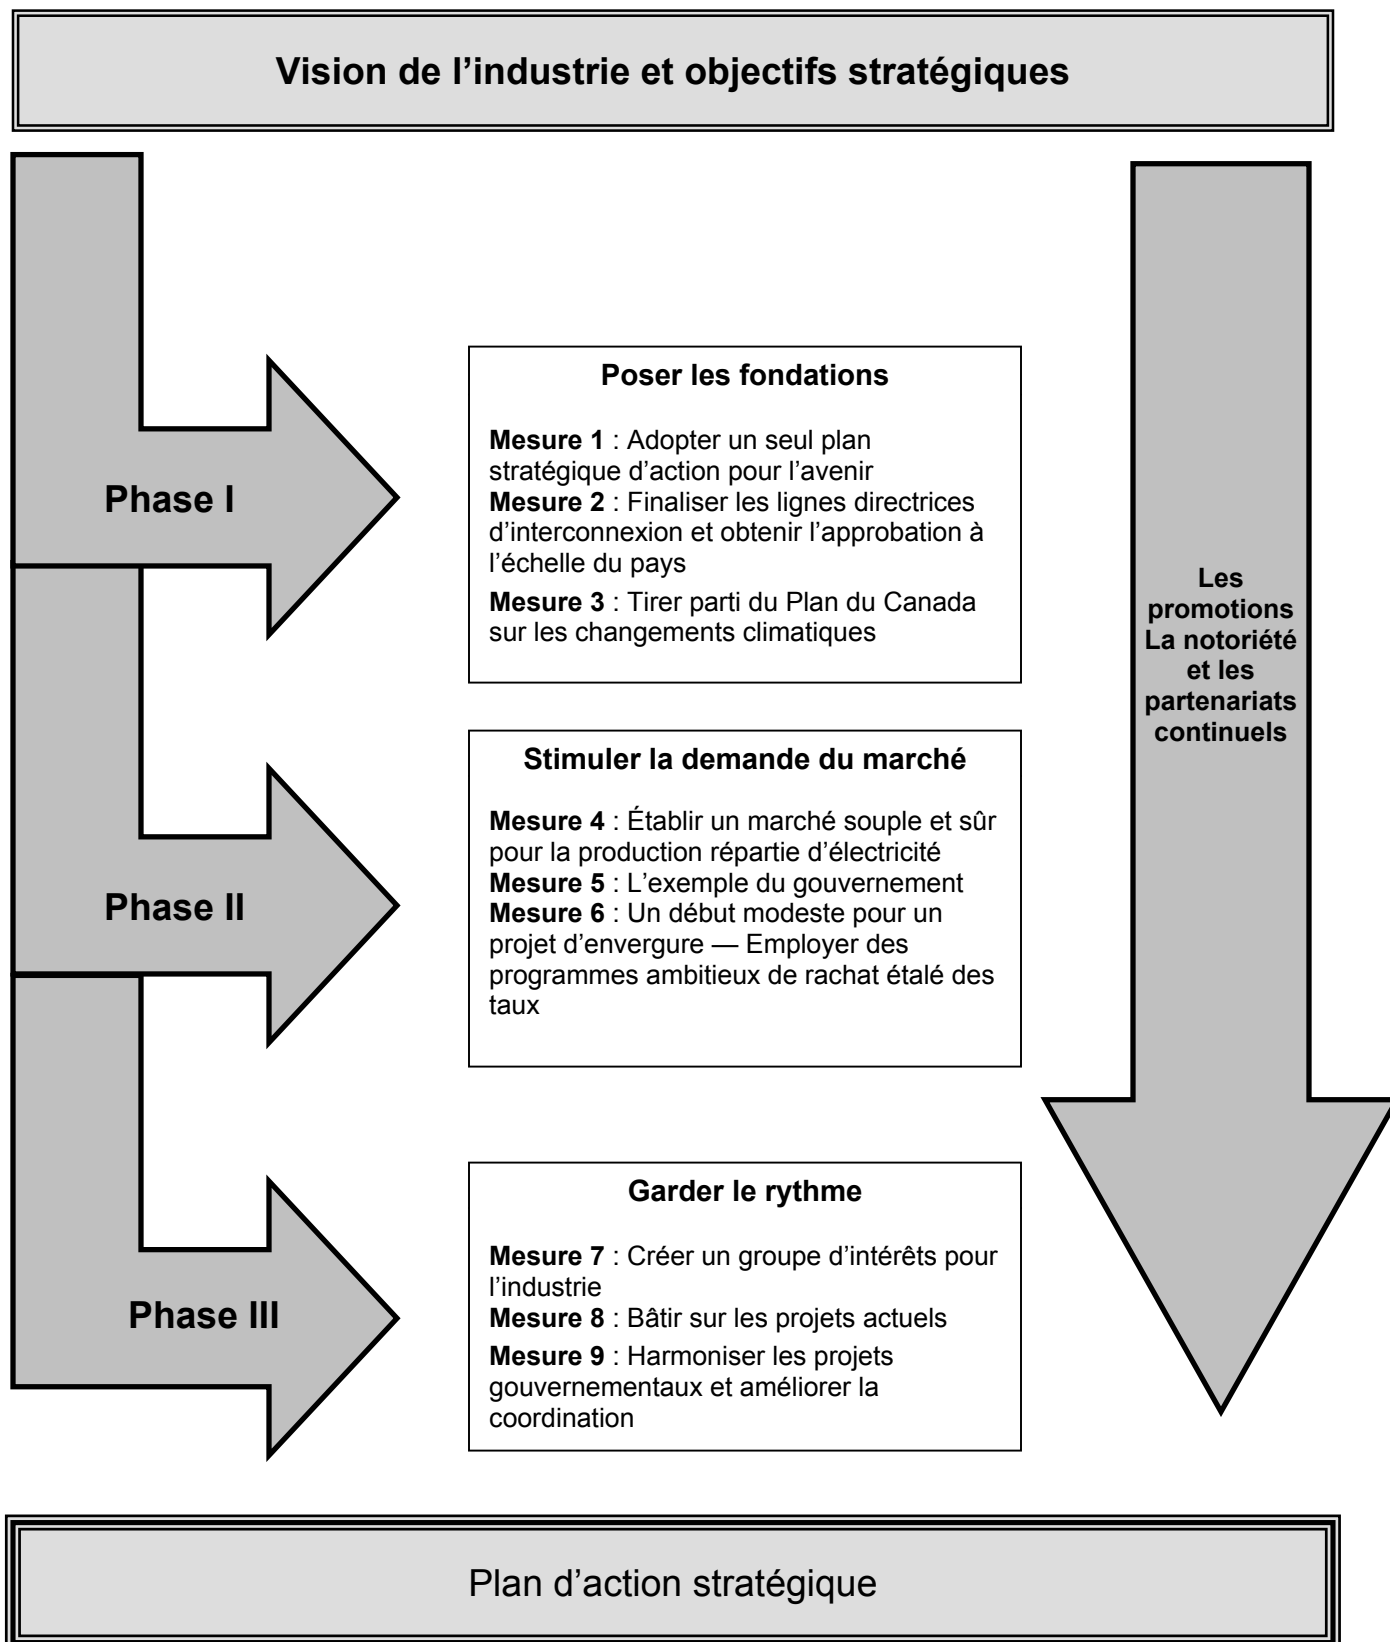 Vision de l’industrie et objectifs stratégiques
Phase I
Poser les fondations
Mesure 1 : Adopter un seul plan
stratégique d’action pour l’avenir
Mesure 2 : Finaliser les lignes directrices
d’interconnexion et obtenir l’approbation à
l’échelle du pays
Mesure 3 : Tirer parti du Plan du Canada
sur les changements climatiques
Les
promotions
La notoriété
et les
partenariats
continuels
Phase II
Stimuler la demande du marché
Mesure 4 : Établir un marché souple et sûr
pour la production répartie d’électricité
Mesure 5 : L’exemple du gouvernement
Mesure 6 : Un début modeste pour un
projet d’envergure — Employer des
programmes ambitieux de rachat étalé des
taux
Phase III
Garder le rythme
Mesure 7 : Créer un groupe d’intérêts pour
l’industrie
Mesure 8 : Bâtir sur les projets actuels
Mesure 9 : Harmoniser les projets
gouvernementaux et améliorer la
coordination
Plan d’action stratégique